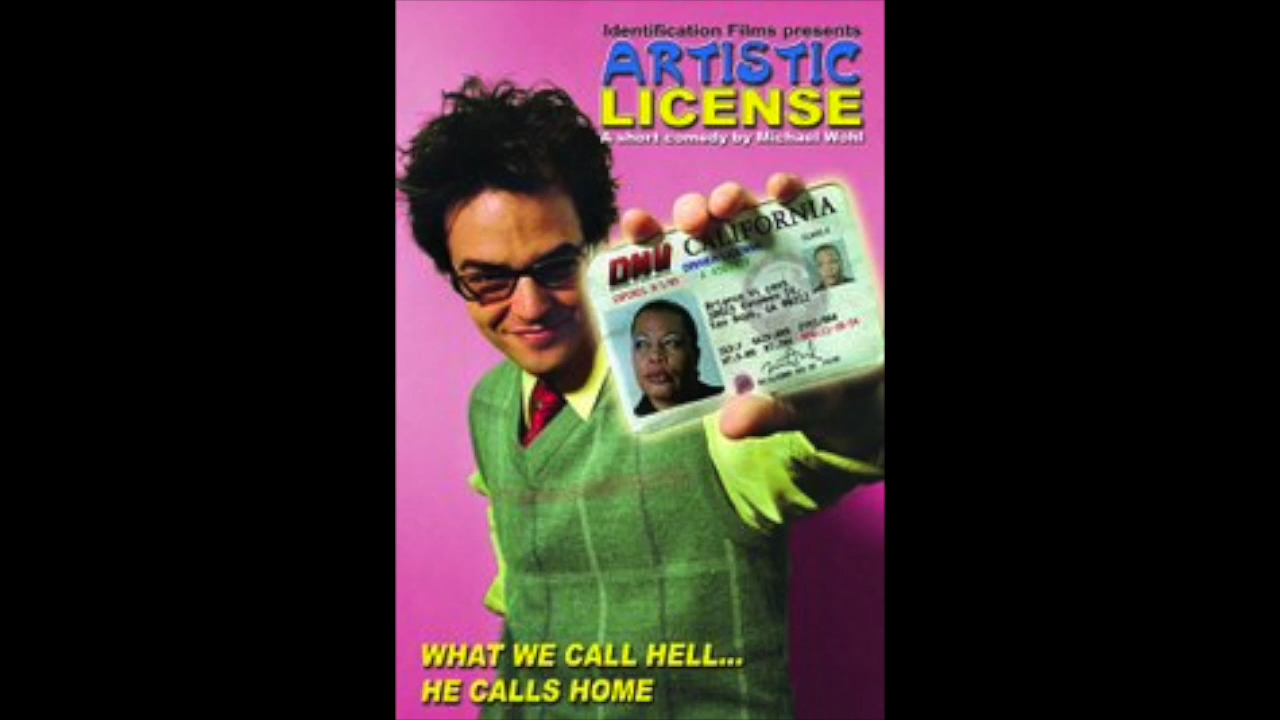 Identification Films presents
ARTISTIC
LICENSE
A short comedy by Michael Wohl
CALIFORNIA
DMV
WHAT WE CALL HELL...
HE CALLS HOME